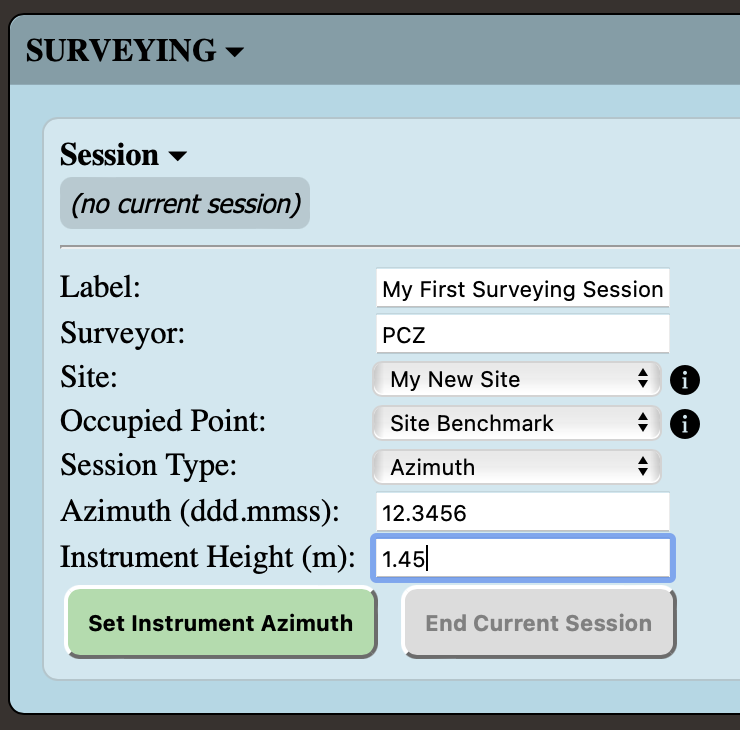 SURVEYING
Session
(no current session)
Label: My First Surveying Session
Surveyor: PCZ
Site: My New Site i
Occupied Point: Site Benchmark i
Session Type: Azimuth
Azimuth (ddd.mmss): 12.3456
Instrument Height (m): 1.45
Set Instrument Azimuth End Current Session